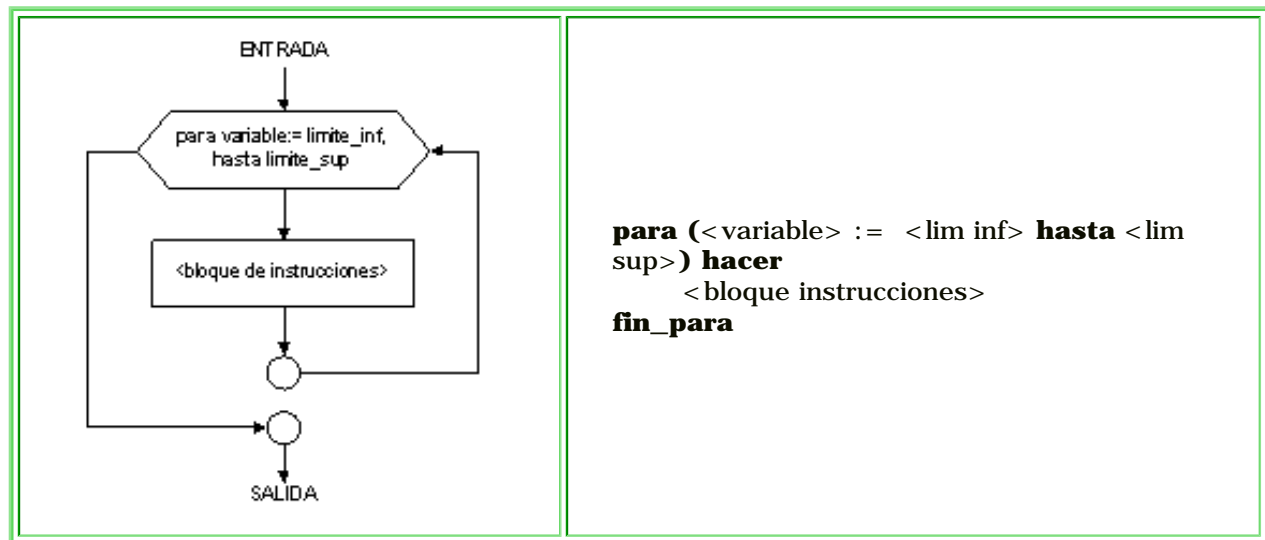 ENTRADA
para variable:= limite_inf,
hasta limite_sup
<bloque de instrucciones>
SALIDA
para (<variable> := <lim inf> hasta <lim
sup>) hacer
<bloque instrucciones>
fin_para